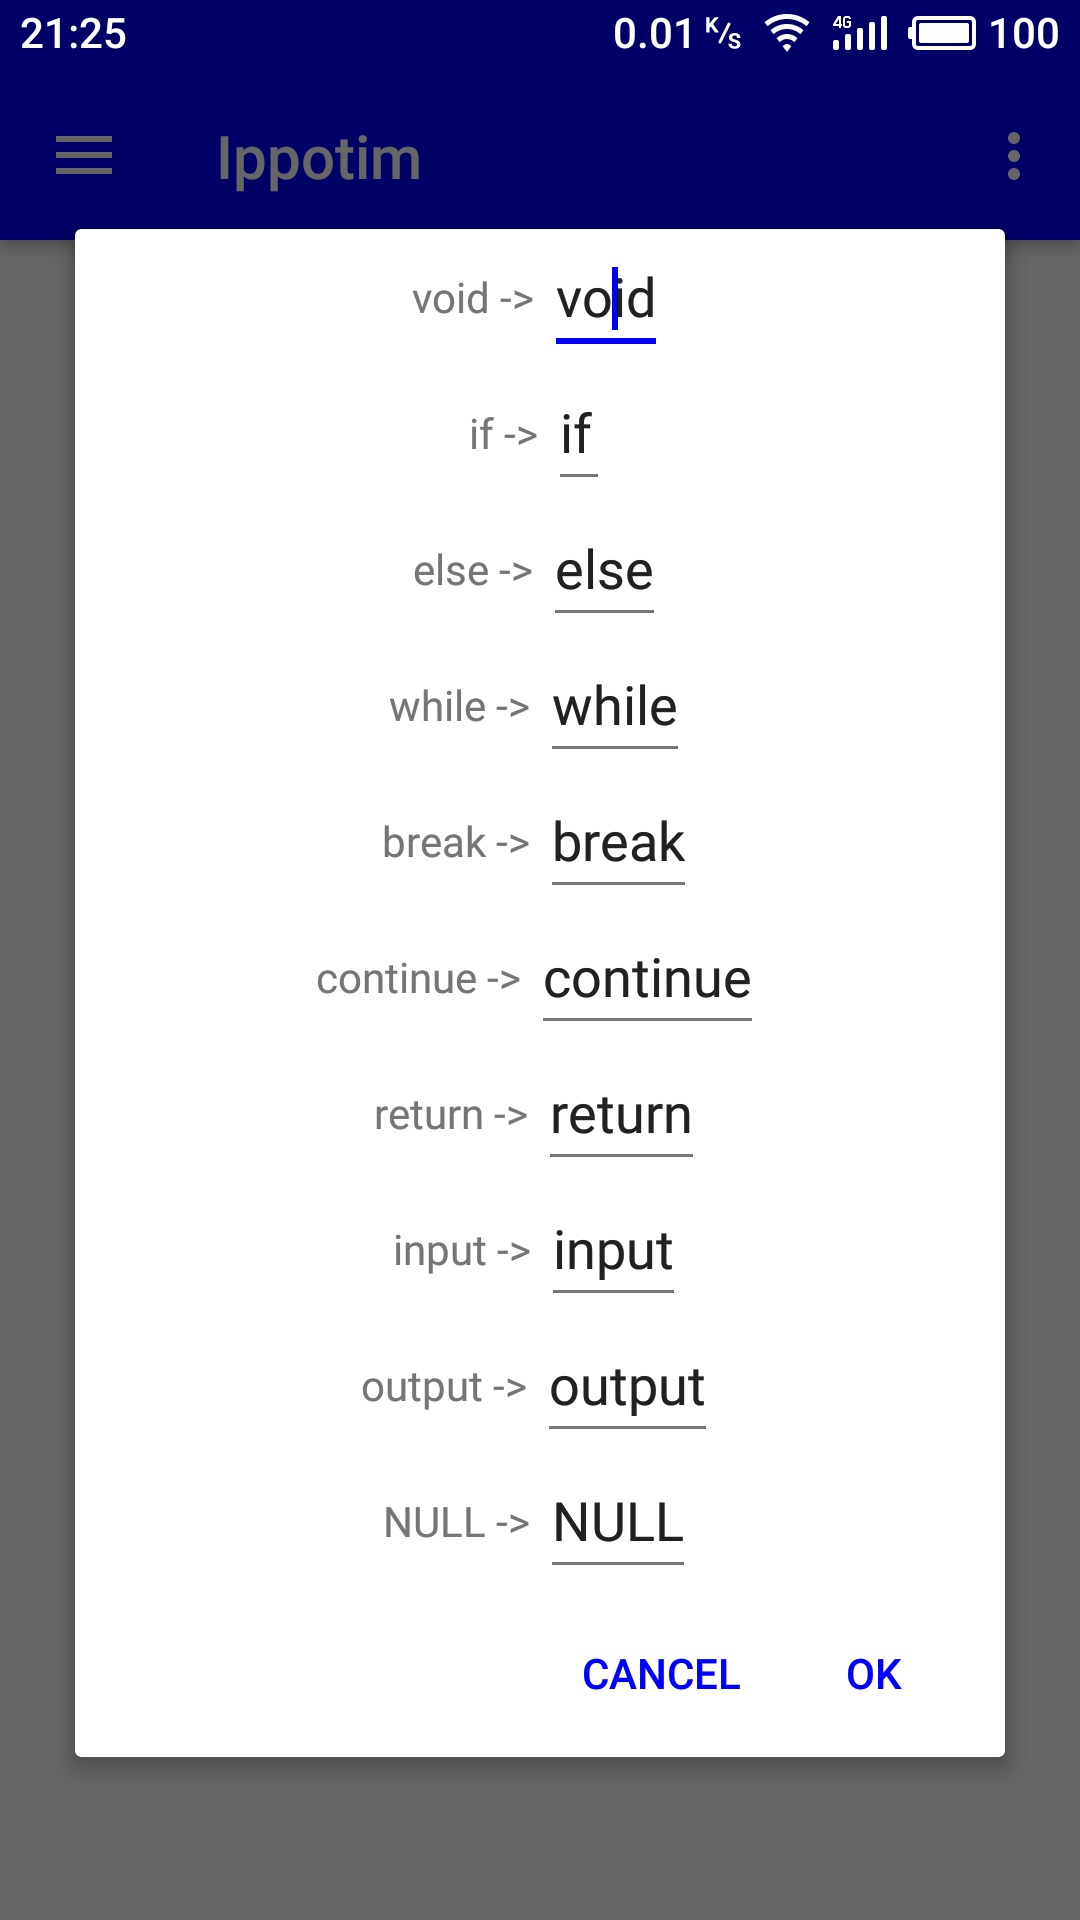 21:25 0.01 K/s 4G 100
Ippotim
void -> void
if -> if
else -> else
while -> while
break -> break
continue -> continue
return -> return
input -> input
output -> output
NULL -> NULL
CANCEL OK